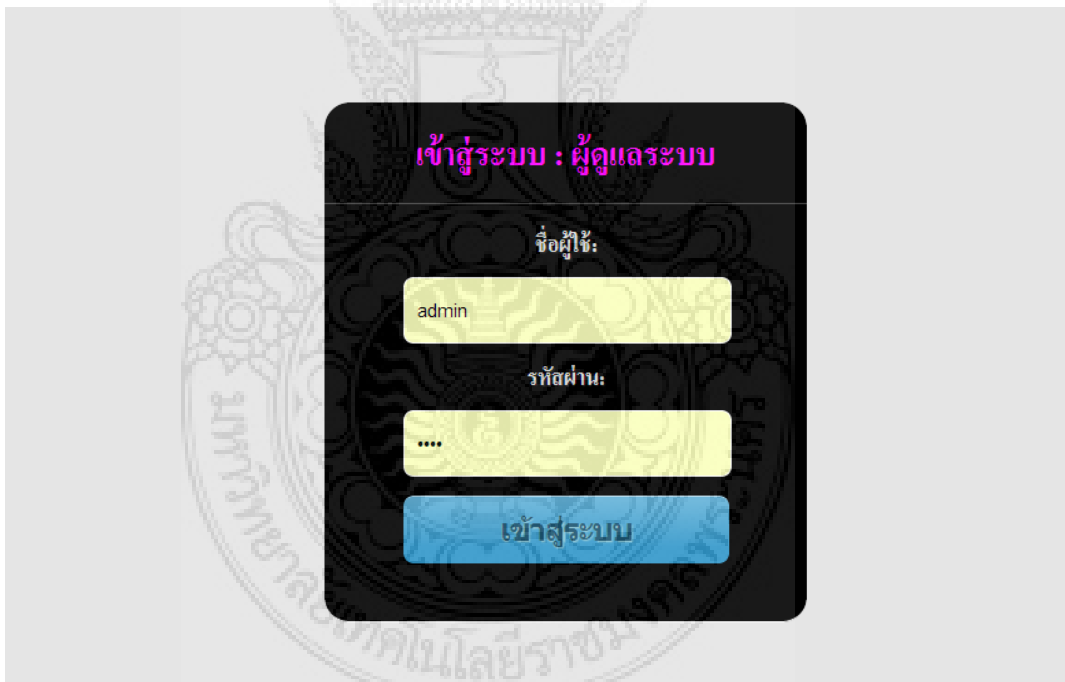 เข้าสู่ระบบ : ผู้ดูแลระบบ
ชื่อผู้ใช้:
admin
รหัสผ่าน:
••••
เข้าสู่ระบบ